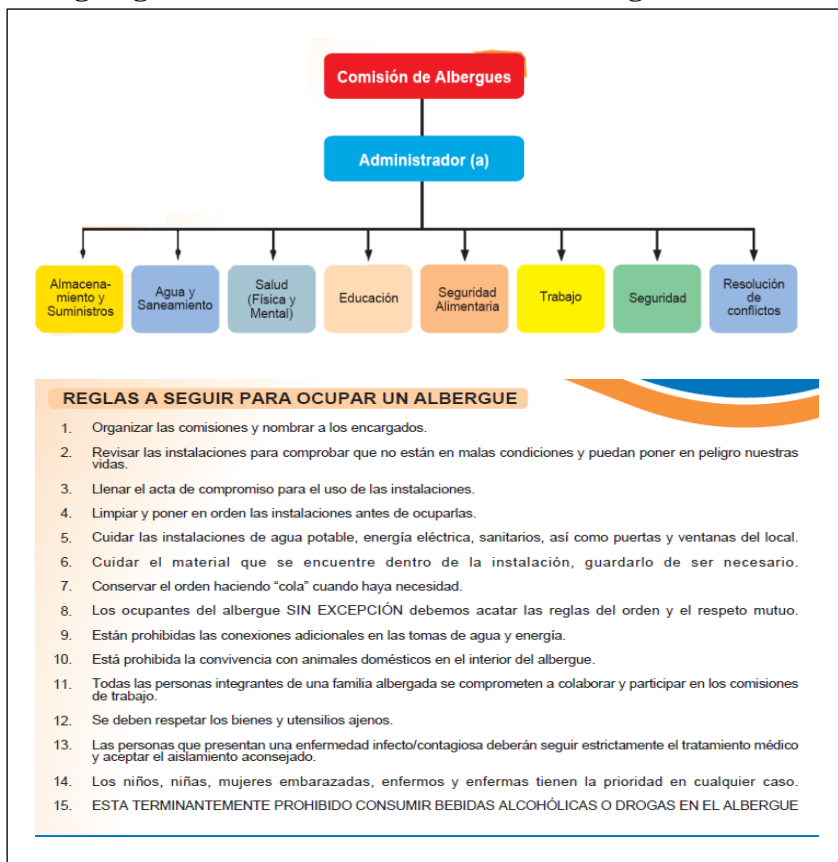 Comisión de Albergues
Administrador (a)
Almacena-
miento y
Suministros
Agua y
Saneamiento
Salud
(Física y
Mental)
Educación
Seguridad
Alimentaria
Trabajo
Seguridad
Resolución
de
conflictos
REGLAS A SEGUIR PARA OCUPAR UN ALBERGUE
1. Organizar las comisiones y nombrar a los encargados.
2. Revisar las instalaciones para comprobar que no están en malas condiciones y puedan poner en peligro nuestras
vidas.
3. Llenar el acta de compromiso para el uso de las instalaciones.
4. Limpiar y poner en orden las instalaciones antes de ocuparlas.
5. Cuidar las instalaciones de agua potable, energía eléctrica, sanitarios, así como puertas y ventanas del local.
6. Cuidar el material que se encuentre dentro de la instalación, guardarlo de ser necesario.
7. Conservar el orden haciendo "cola" cuando haya necesidad.
8. Los ocupantes del albergue SIN EXCEPCIÓN debemos acatar las reglas del orden y el respeto mutuo.
9. Están prohibidas las conexiones adicionales en las tomas de agua y energía.
10. Está prohibida la convivencia con animales domésticos en el interior del albergue.
11. Todas las personas integrantes de una familia albergada se comprometen a colaborar y participar en los comisiones
de trabajo.
12. Se deben respetar los bienes y utensilios ajenos.
13. Las personas que presentan una enfermedad infecto/contagiosa deberán seguir estrictamente el tratamiento médico
y aceptar el aislamiento aconsejado.
14. Los niños, niñas, mujeres embarazadas, enfermos y enfermas tienen la prioridad en cualquier caso.
15. ESTA TERMINANTEMENTE PROHIBIDO CONSUMIR BEBIDAS ALCOHÓLICAS O DROGAS EN EL ALBERGUE